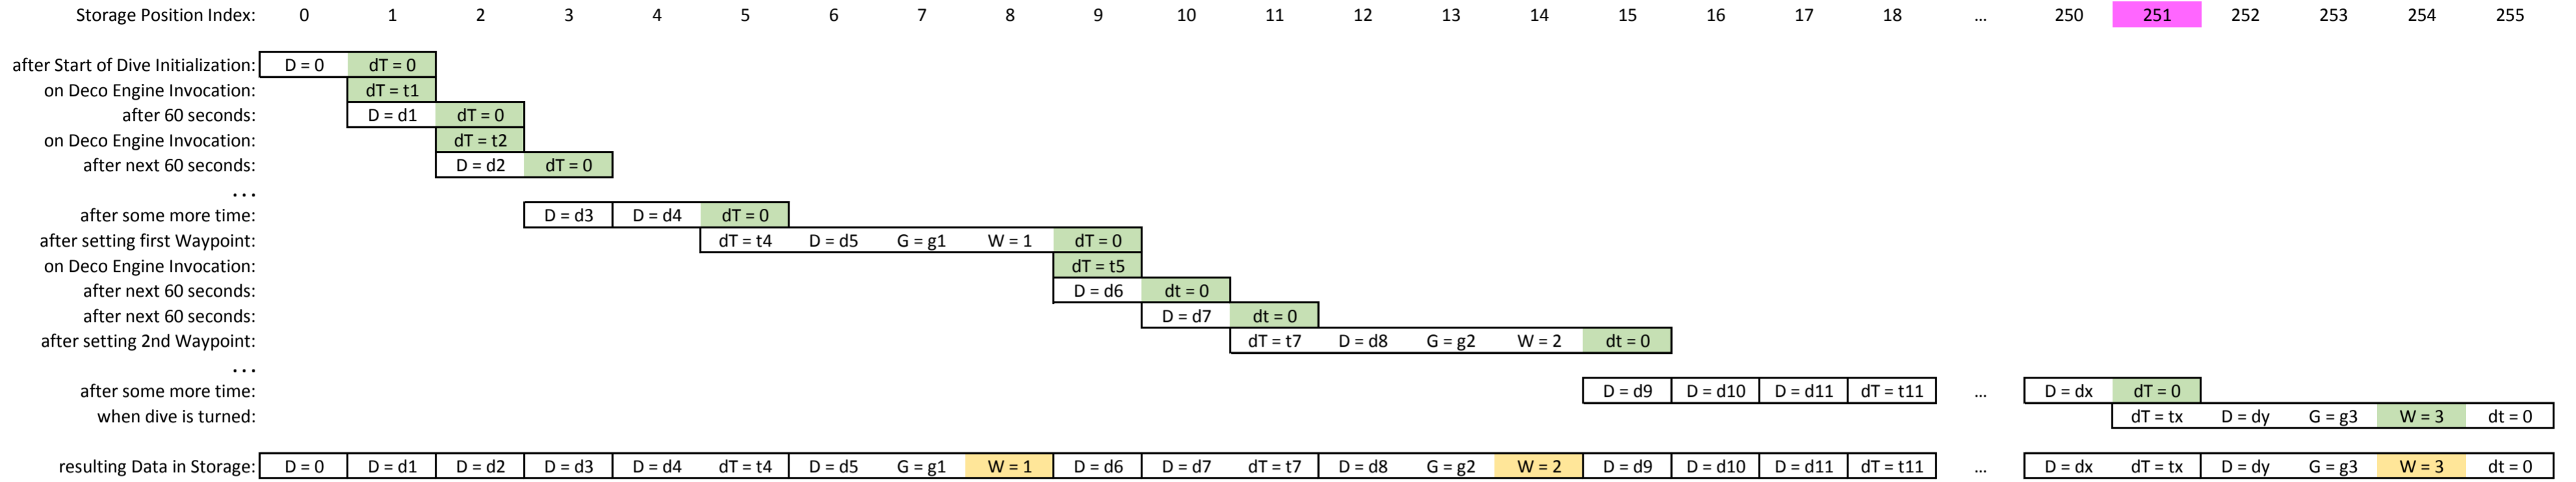 Storage Position Index: 0 1 2 3 4 5 6 7 8 9 10 11 12 13 14 15 16 17 18 ... 250 251 252 253 254 255
after Start of Dive Initialization: D = 0 dT = 0
on Deco Engine Invocation: dT = t1
after 60 seconds: D = d1 dT = 0
on Deco Engine Invocation: dT = t2
after next 60 seconds: D = d2 dT = 0
...
after some more time: D = d3 D = d4 dT = 0
after setting first Waypoint: dT = t4 D = d5 G = g1 W = 1 dT = 0
on Deco Engine Invocation: dT = t5
after next 60 seconds: D = d6 dt = 0
after next 60 seconds: D = d7 dt = 0
after setting 2nd Waypoint: dT = t7 D = d8 G = g2 W = 2 dt = 0
...
after some more time: D = d9 D = d10 D = d11 dT = t11 ... D = dx dT = 0
when dive is turned: dT = tx D = dy G = g3 W = 3 dt = 0
resulting Data in Storage: D = 0 D = d1 D = d2 D = d3 D = d4 dT = t4 D = d5 G = g1 W = 1 D = d6 D = d7 dT = t7 D = d8 G = g2 W = 2 D = d9 D = d10 D = d11 dT = t11 ... D = dx dT = tx D = dy G = g3 W = 3 dt = 0